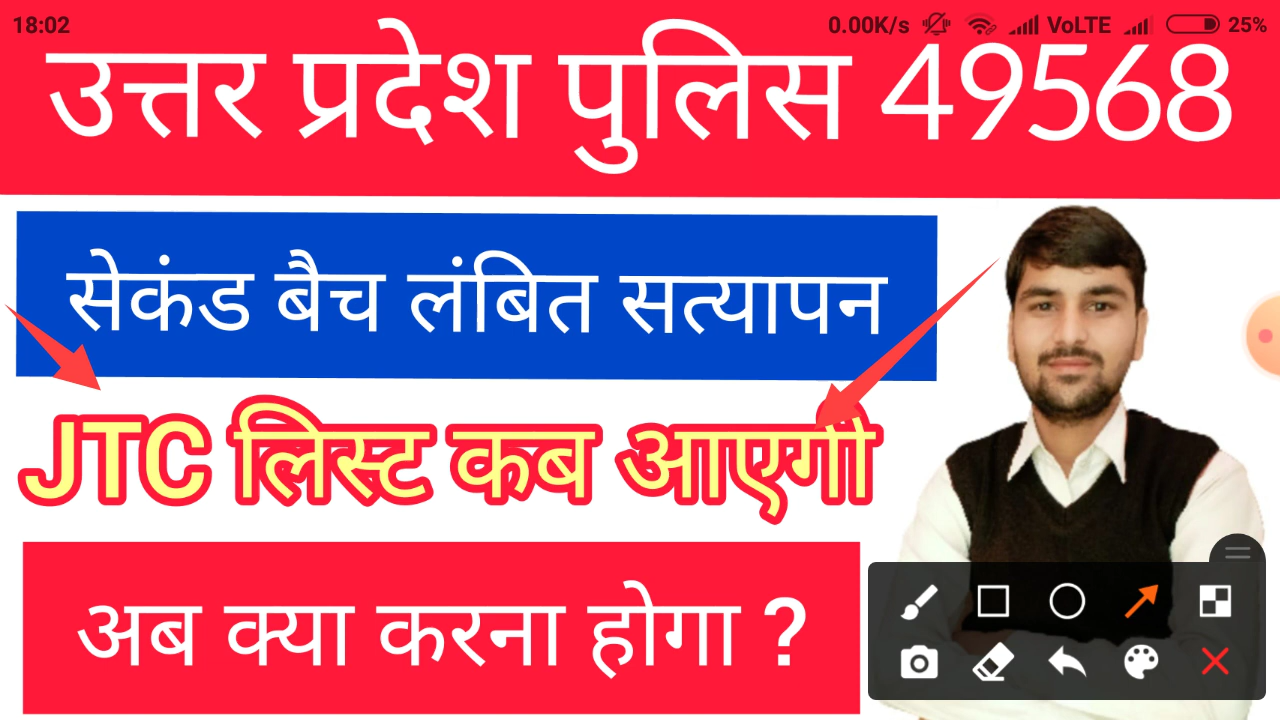 18:02 0.00K/s VoLTE 25%
उत्तर प्रदेश पुलिस 49568
सेकंड बैच लंबित सत्यापन
JTC लिस्ट कब आएगी
अब क्या करना होगा ?